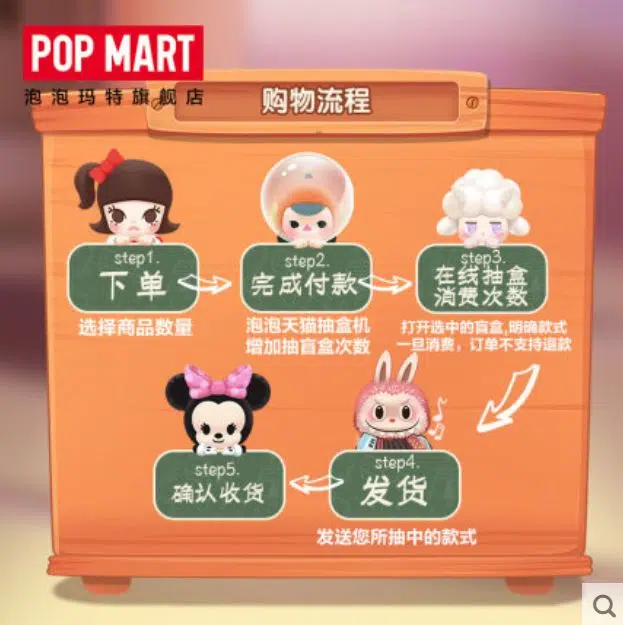 POP MART
泡泡玛特旗舰店
购物流程
step1.
下单
选择商品数量
step2.
完成付款
泡泡天猫抽盒机
增加抽盲盒次数
step3.
在线抽盒
消费次数
打开选中的盲盒,明确款式
一旦消费，订单不支持退款
step4.
发货
发送您所抽中的款式
step5.
确认收货